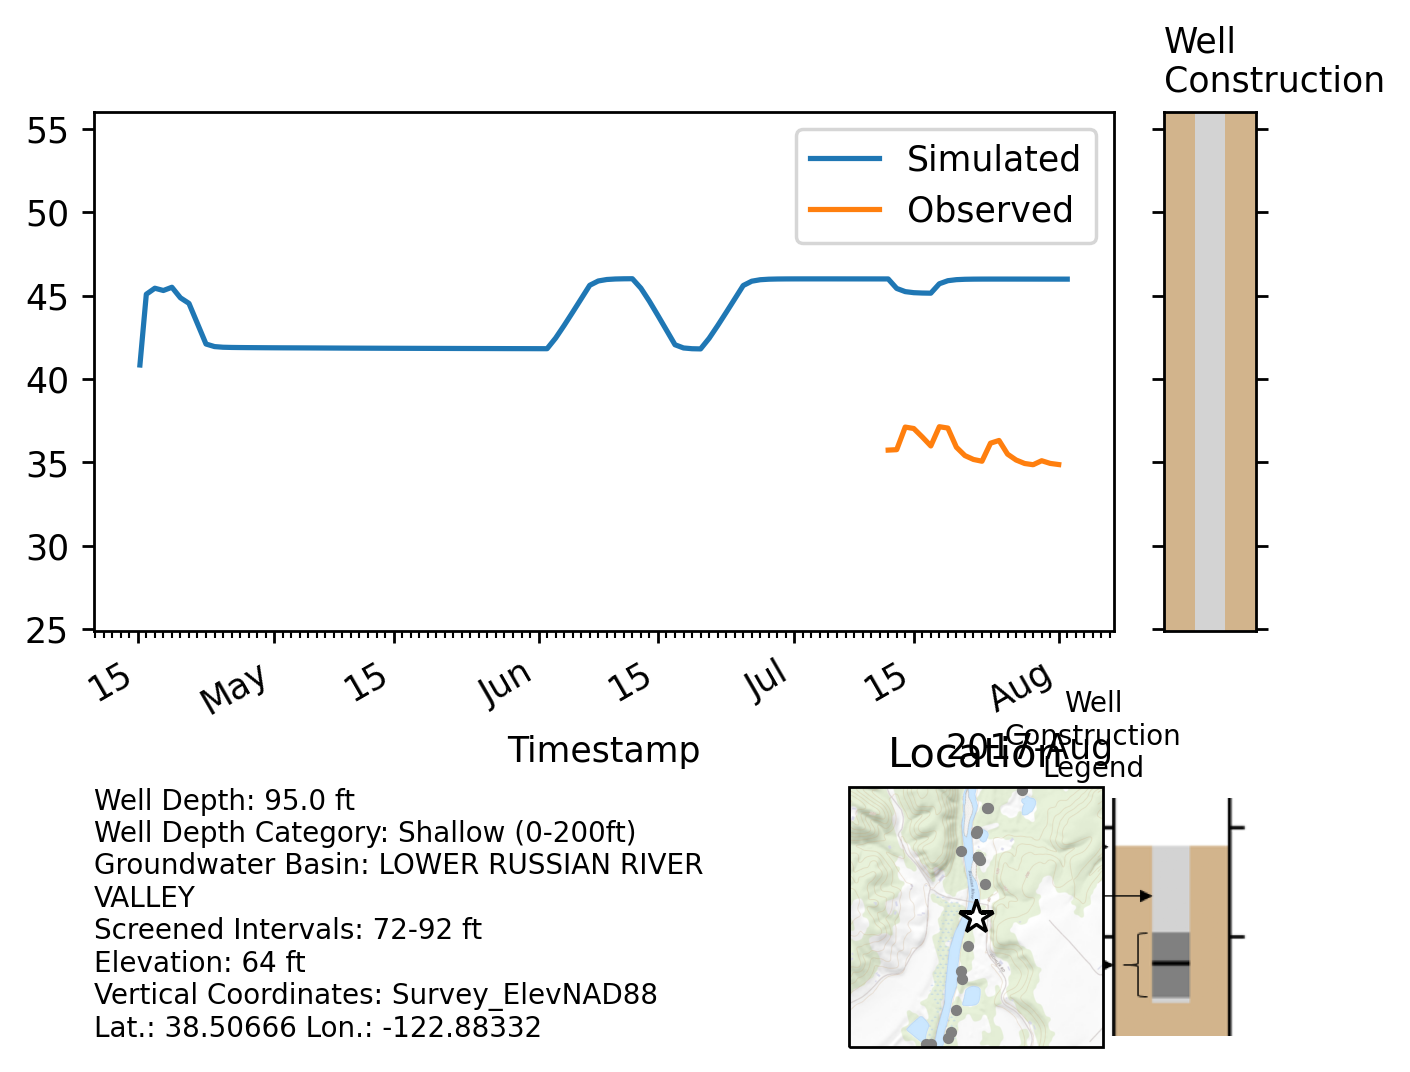 Well
Construction
55
50
45
40
35
30
25
Simulated
Observed
15
May
15
Jun
15
Jul
15
Aug
Timestamp
2017-Aug
Location
Well
Construction
Legend
Well Depth: 95.0 ft
Well Depth Category: Shallow (0-200ft)
Groundwater Basin: LOWER RUSSIAN RIVER
VALLEY
Screened Intervals: 72-92 ft
Elevation: 64 ft
Vertical Coordinates: Survey_ElevNAD88
Lat.: 38.50666 Lon.: -122.88332